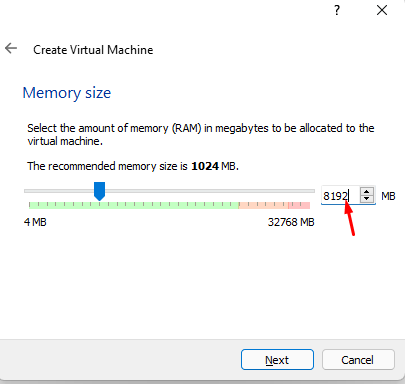 ?
Create Virtual Machine
Memory size
Select the amount of memory (RAM) in megabytes to be allocated to the
virtual machine.
The recommended memory size is 1024 MB.
8192 MB
4 MB 32768 MB
Next Cancel